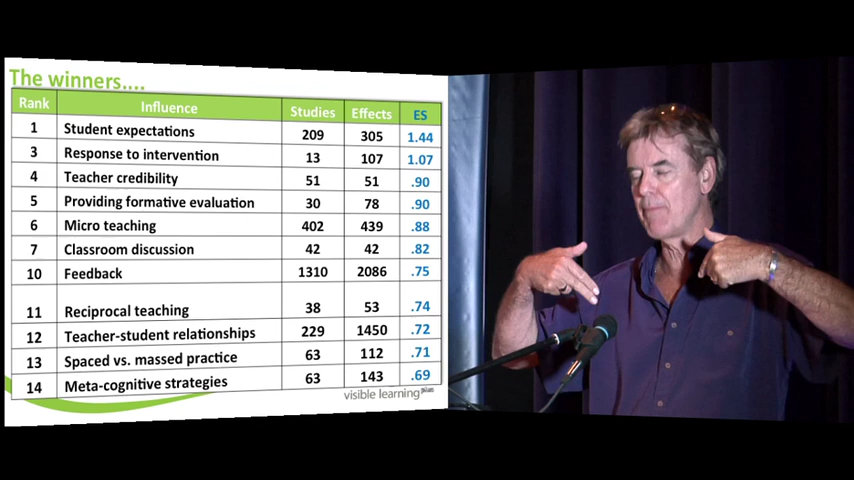 The winners....
Rank Influence Studies Effects ES
1 Student expectations 209 305 1.44
3 Response to intervention 13 107 1.07
4 Teacher credibility 51 51 .90
5 Providing formative evaluation 30 78 .90
6 Micro teaching 402 439 .88
7 Classroom discussion 42 42 .82
10 Feedback 1310 2086 .75
11 Reciprocal teaching 38 53 .74
12 Teacher-student relationships 229 1450 .72
13 Spaced vs. massed practice 63 112 .71
14 Meta-cognitive strategies 63 143 .69
visible learning plus